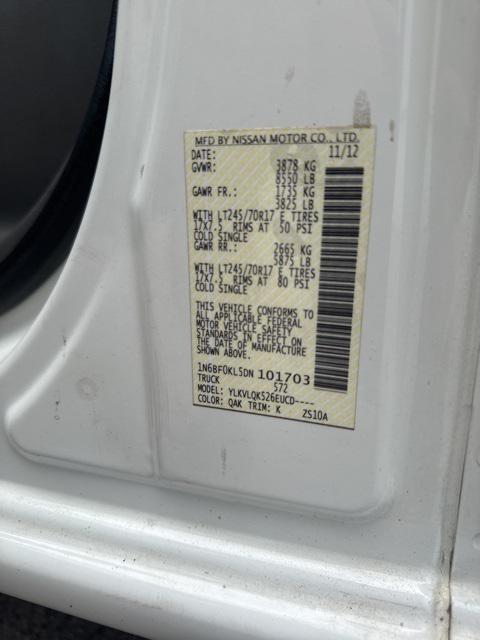 MFD BY NISSAN MOTOR CO., LTD.
DATE: 11/12
GVWR: 3878 KG
8550 LB
GAWR FR.: 1735 KG
3825 LB
WITH LT245/70R17 E TIRES
17X7.5 RIMS AT 50 PSI
COLD SINGLE
GAWR RR.: 2665 KG
5875 LB
WITH LT245/70R17 E TIRES
17X7.5 RIMS AT 80 PSI
COLD SINGLE
THIS VEHICLE CONFORMS TO
ALL APPLICABLE FEDERAL
MOTOR VEHICLE SAFETY
STANDARDS IN EFFECT ON
THE DATE OF MANUFACTURE
SHOWN ABOVE.
1N6BF0KL5DN 101703
TRUCK 572
MODEL: YLKVLQK526EUCD----
COLOR: QAK TRIM: K ZS10A